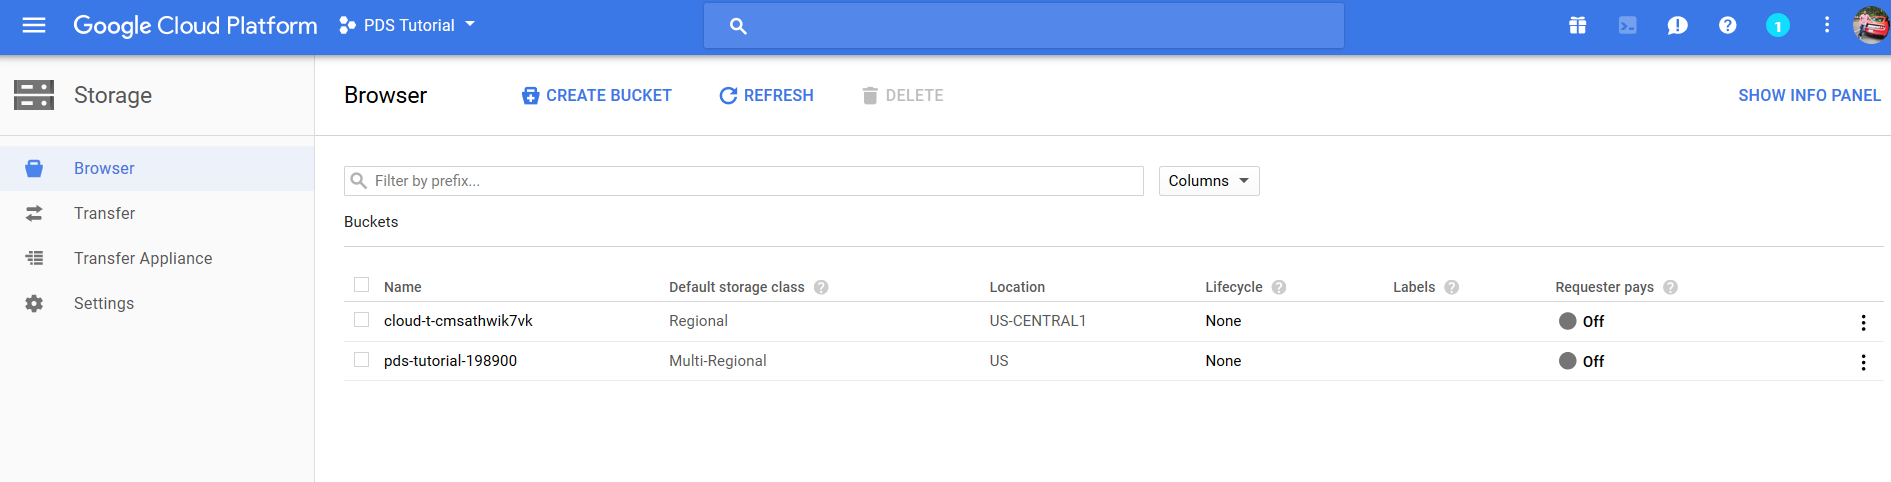 Google Cloud Platform PDS Tutorial 1
Storage
Browser CREATE BUCKET REFRESH DELETE SHOW INFO PANEL
Browser
Transfer
Transfer Appliance
Settings
Filter by prefix... Columns
Buckets
Name Default storage class Location Lifecycle Labels Requester pays
cloud-t-cmsathwik7vk Regional US-CENTRAL1 None Off
pds-tutorial-198900 Multi-Regional US None Off